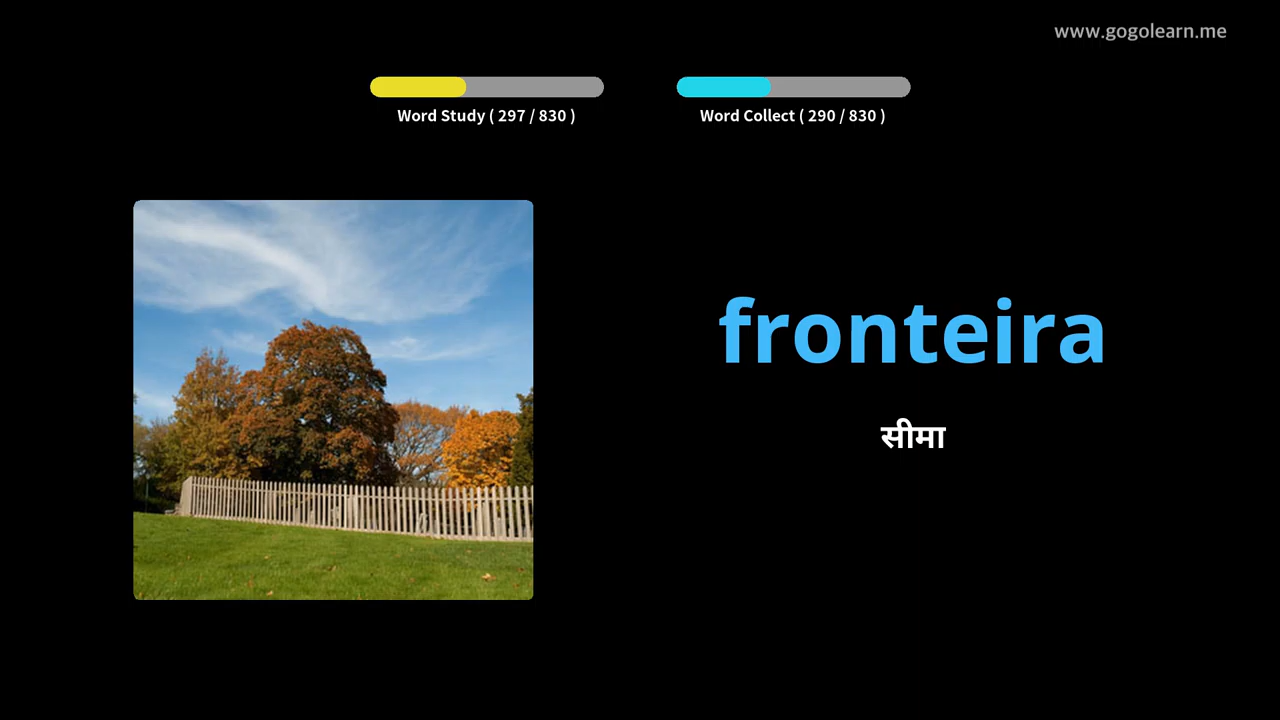 www.gogolearn.me
Word Study ( 297 / 830 )
Word Collect ( 290 / 830 )
fronteira
सीमा